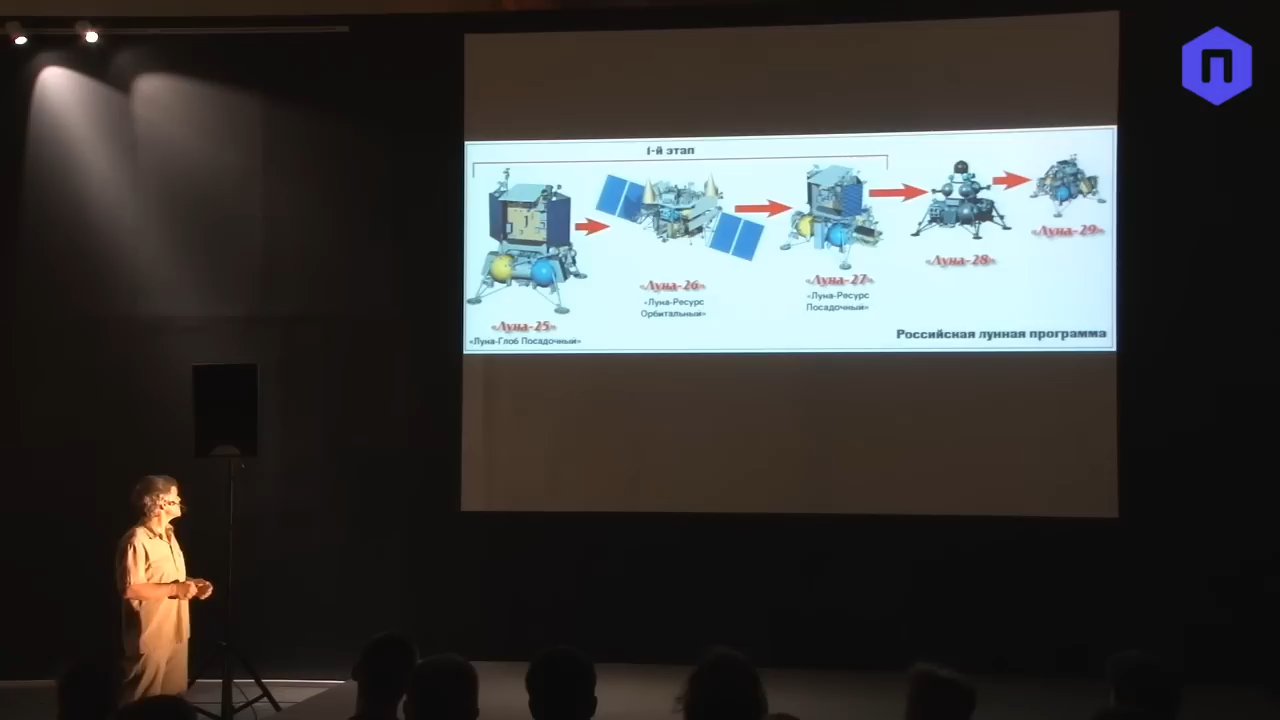 П
1-й этап
«Луна-25»
«Луна-Глоб Посадочный»
«Луна-26»
«Луна-Ресурс
Орбитальный»
«Луна-27»
«Луна-Ресурс
Посадочный»
«Луна-28»
«Луна-29»
Российская лунная программа